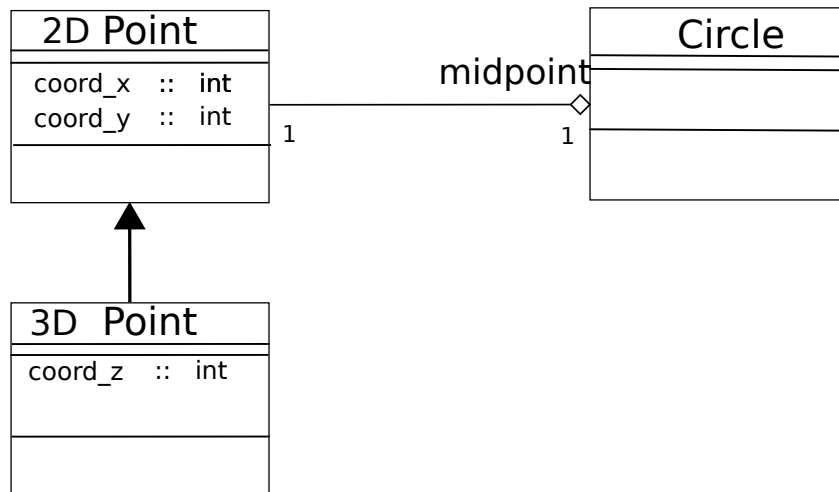 2D Point
coord_x :: int
coord_y :: int
1
midpoint
1
Circle
3D Point
coord_z :: int